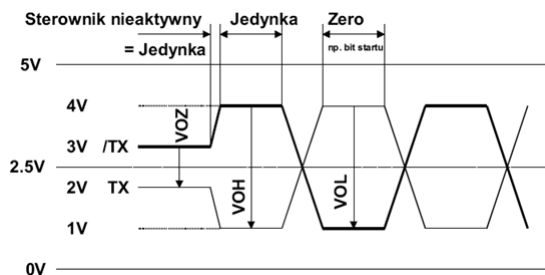 Sterownik nieaktywny Jedynka Zero
= Jedynka np. bit startu
5V
4V
VOZ
3V /TX
2.5V
2V TX
VOH
VOL
1V
0V